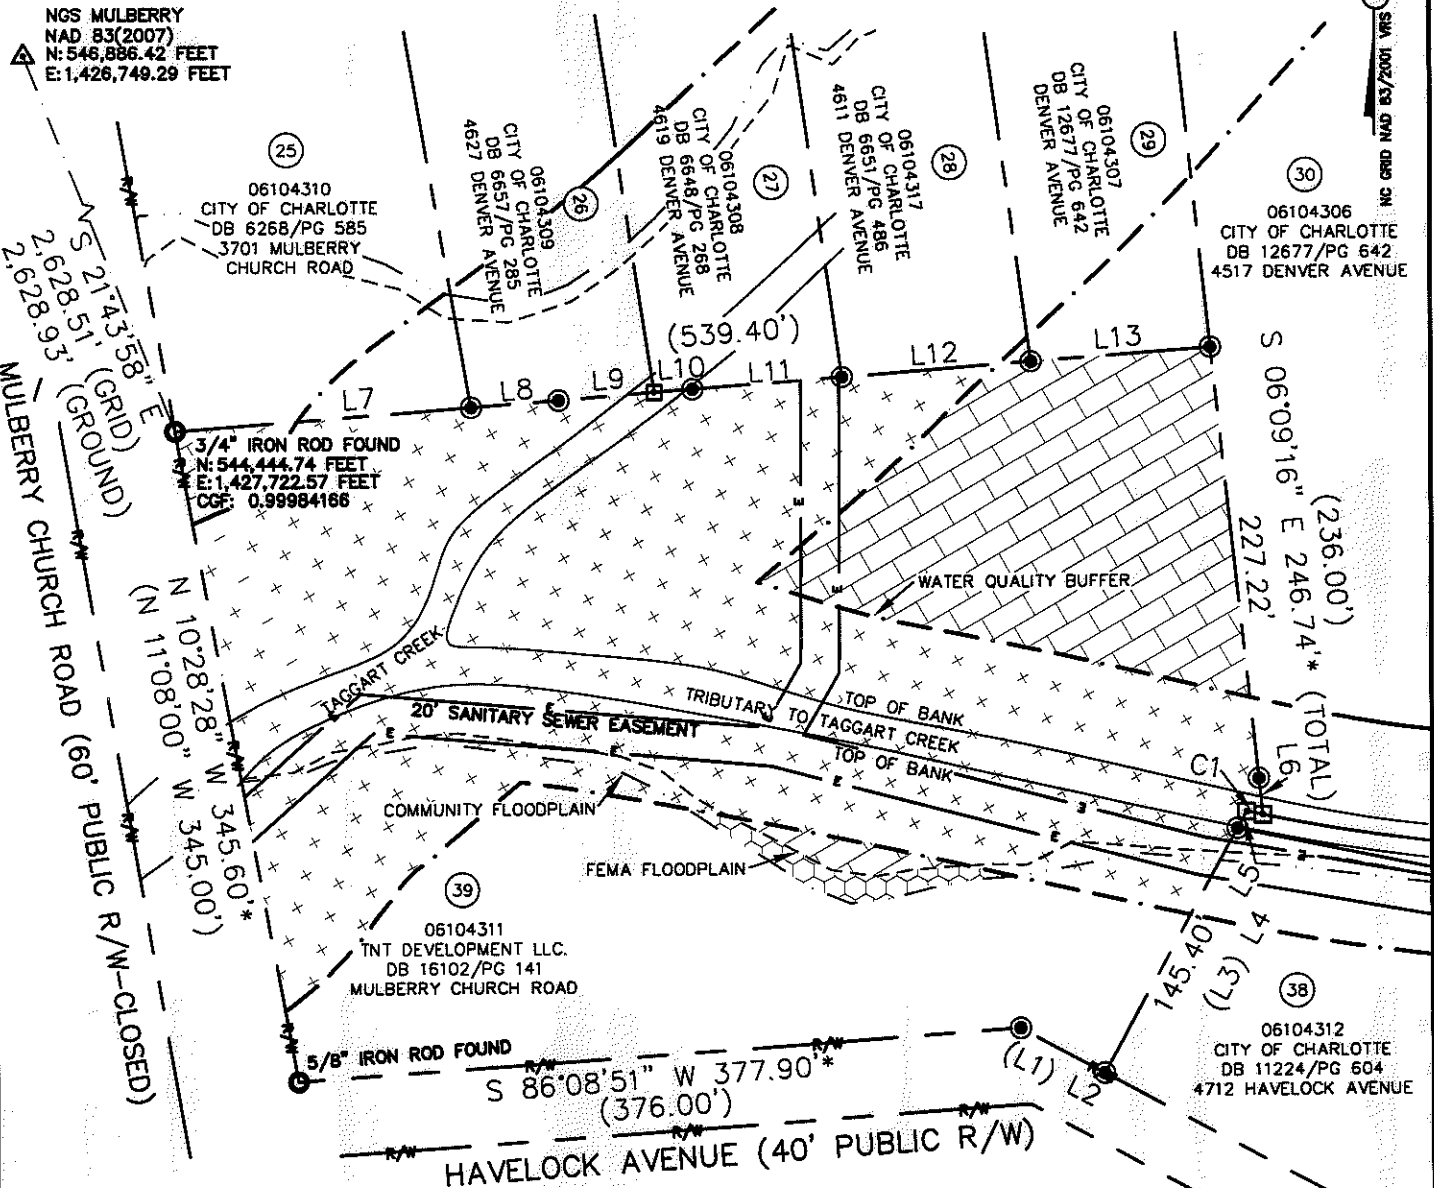 NGS MULBERRY
NAD 83(2007)
N: 546,886.42 FEET
E: 1,426,749.29 FEET
NC GRID NAD 83/2001 VRS
25
06104310
CITY OF CHARLOTTE
DB 6268/PG 585
3701 MULBERRY
CHURCH ROAD
26
06104309
CITY OF CHARLOTTE
DB 6657/PG 285
4627 DENVER AVENUE
27
06104308
CITY OF CHARLOTTE
DB 6648/PG 268
4619 DENVER AVENUE
28
06104317
CITY OF CHARLOTTE
DB 6651/PG 486
4611 DENVER AVENUE
29
06104307
CITY OF CHARLOTTE
DB 12677/PG 642
DENVER AVENUE
30
06104306
CITY OF CHARLOTTE
DB 12677/PG 642
4517 DENVER AVENUE
R/W
S 21°43'58" E
2,628.51' (GRID)
2,628.93' (GROUND)
(539.40')
L7
L8
L9
L10
L11
L12
L13
3/4" IRON ROD FOUND
N: 544,444.74 FEET
E: 1,427,722.57 FEET
CGF: 0.99984166
R/W
(236.00')
S 06°09'16" E 246.74'* (TOTAL)
227.22'
E
E
WATER QUALITY BUFFER
MULBERRY CHURCH ROAD (60' PUBLIC R/W-CLOSED)
R/W
R/W
N 10°28'28" W 345.60'*
(N 11°08'00" W 345.00')
R/W
TAGGART CREEK
20' SANITARY SEWER EASEMENT
TRIBUTARY TO TAGGART CREEK
TOP OF BANK
TOP OF BANK
E
E
E
E
E
E
E
E
C1
L6
L5
L4
(L3)
145.40'
COMMUNITY FLOODPLAIN
FEMA FLOODPLAIN
39
06104311
TNT DEVELOPMENT LLC.
DB 16102/PG 141
MULBERRY CHURCH ROAD
38
06104312
CITY OF CHARLOTTE
DB 11224/PG 604
4712 HAVELOCK AVENUE
R/W
5/8" IRON ROD FOUND
R/W
R/W
S 86°08'51" W 377.90'*
(376.00')
(L1)
L2
R/W
R/W
R/W
HAVELOCK AVENUE (40' PUBLIC R/W)